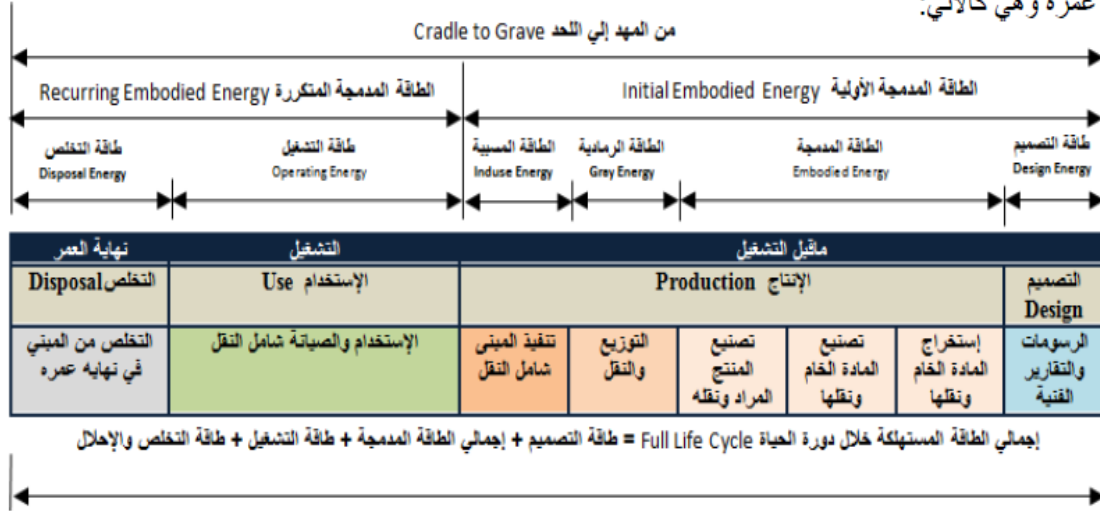 عمره وهي كالاتي:
من المهد إلي اللحد Cradle to Grave
الطاقة المدمجة الأولية Initial Embodied Energy
الطاقة المدمجة المتكررة Recurring Embodied Energy
طاقة التصميم
Design Energy
الطاقة المدمجة
Embodied Energy
الطاقة الرمادية
Grey Energy
الطاقة المسببة
Induse Energy
طاقة التشغيل
Operating Energy
طاقة التخلص
Disposal Energy
ماقبل التشغيل
التشغيل
نهاية العمر
التصميم
Design
الإنتاج Production
الإستخدام Use
التخلص Disposal
الرسومات
والتقارير
الفنية
إستخراج
المادة الخام
ونقلها
تصنيع
المادة الخام
ونقلها
تصنيع
المنتج
المراد ونقله
التوزيع
والنقل
تنفيذ المبنى
شامل النقل
الإستخدام والصيانة شامل النقل
التخلص من المبني
في نهايه عمره
إجمالي الطاقة المستهلكة خلال دورة الحياة Full Life Cycle = طاقة التصميم + إجمالي الطاقة المدمجة + طاقة التشغيل + طاقة التخلص والإحلال